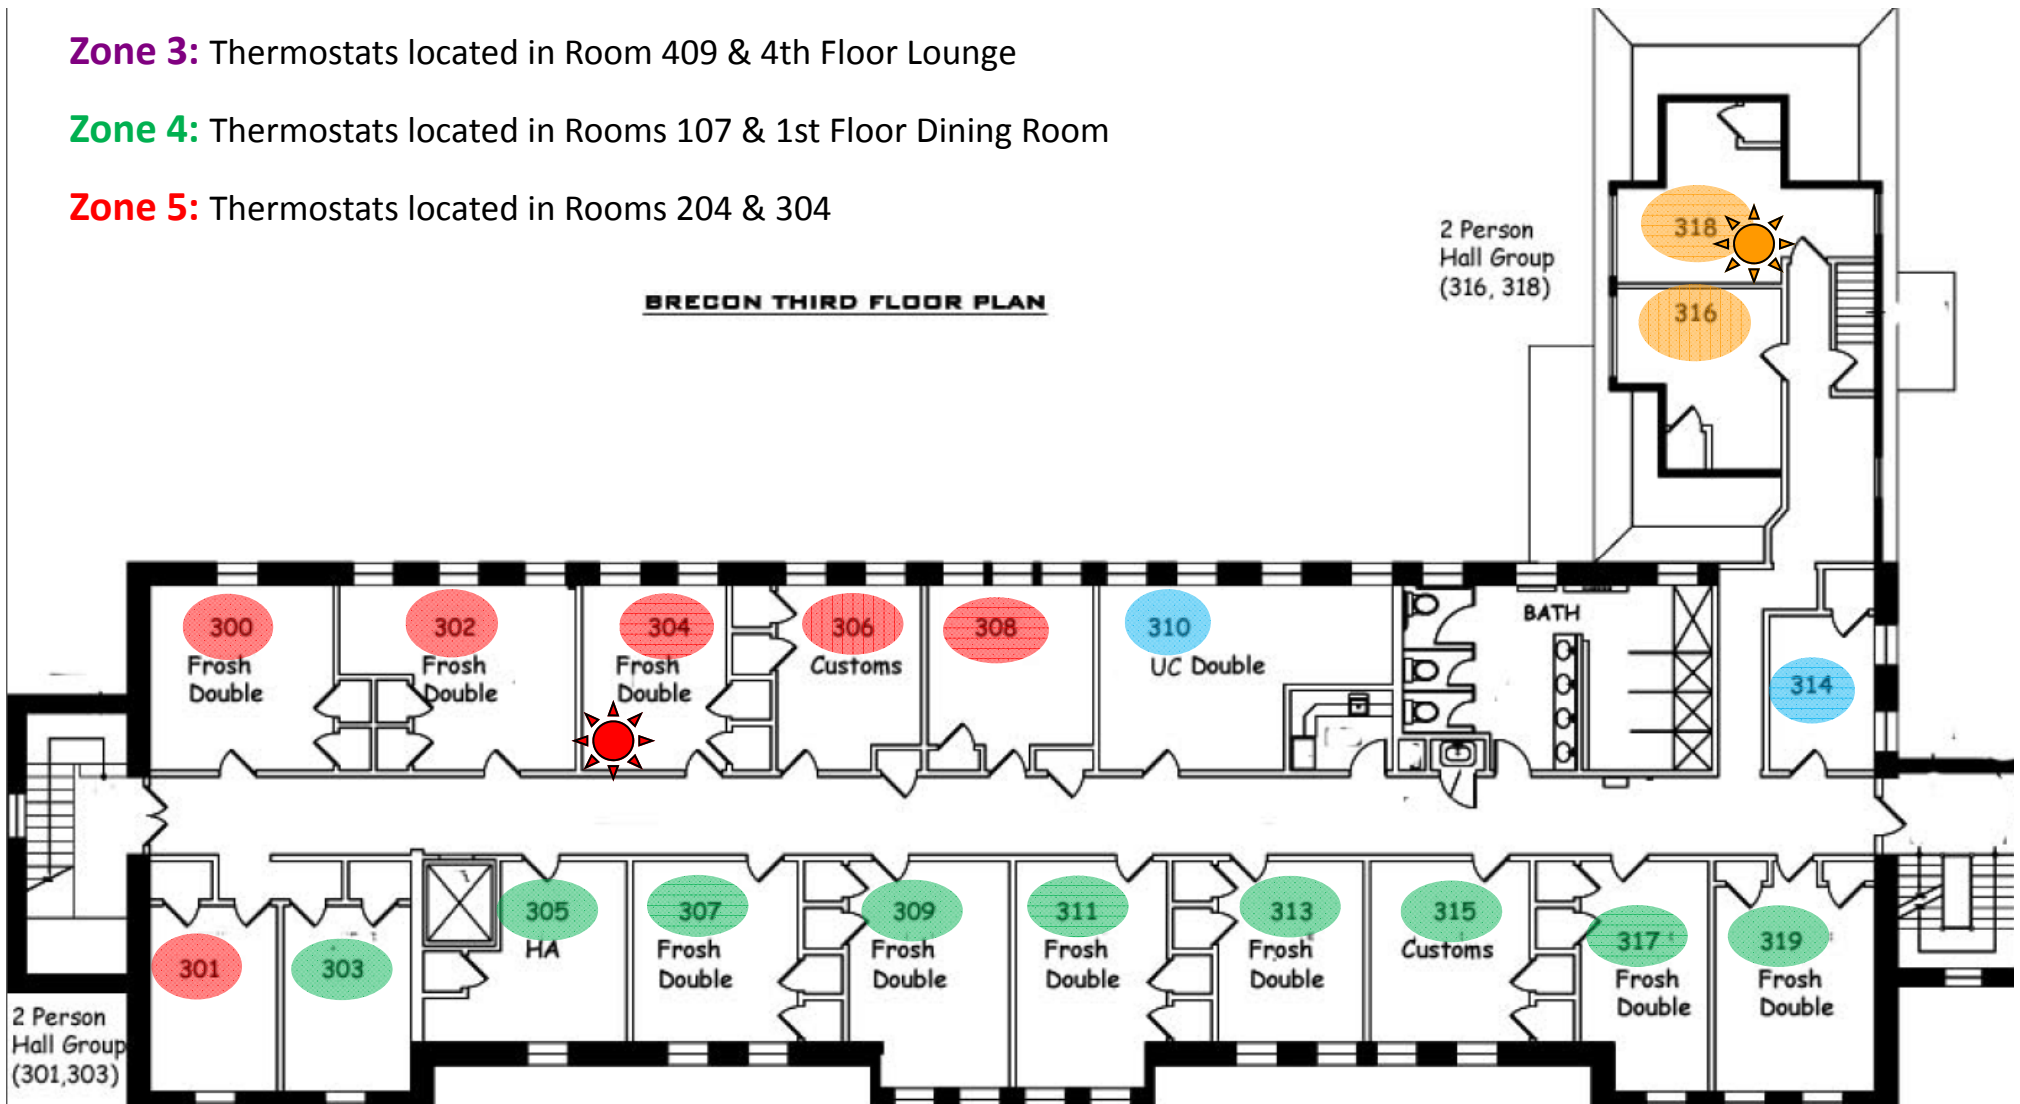 Zone 3: Thermostats located in Room 409 & 4th Floor Lounge
Zone 4: Thermostats located in Rooms 107 & 1st Floor Dining Room
Zone 5: Thermostats located in Rooms 204 & 304
BRECON THIRD FLOOR PLAN
2 Person
Hall Group
(316, 318)
318
316
300
Frosh
Double
302
Frosh
Double
304
Frosh
Double
306
Customs
308
310
UC Double
BATH
314
301
303
2 Person
Hall Group
(301,303)
305
HA
307
Frosh
Double
309
Frosh
Double
311
Frosh
Double
313
Frosh
Double
315
Customs
317
Frosh
Double
319
Frosh
Double